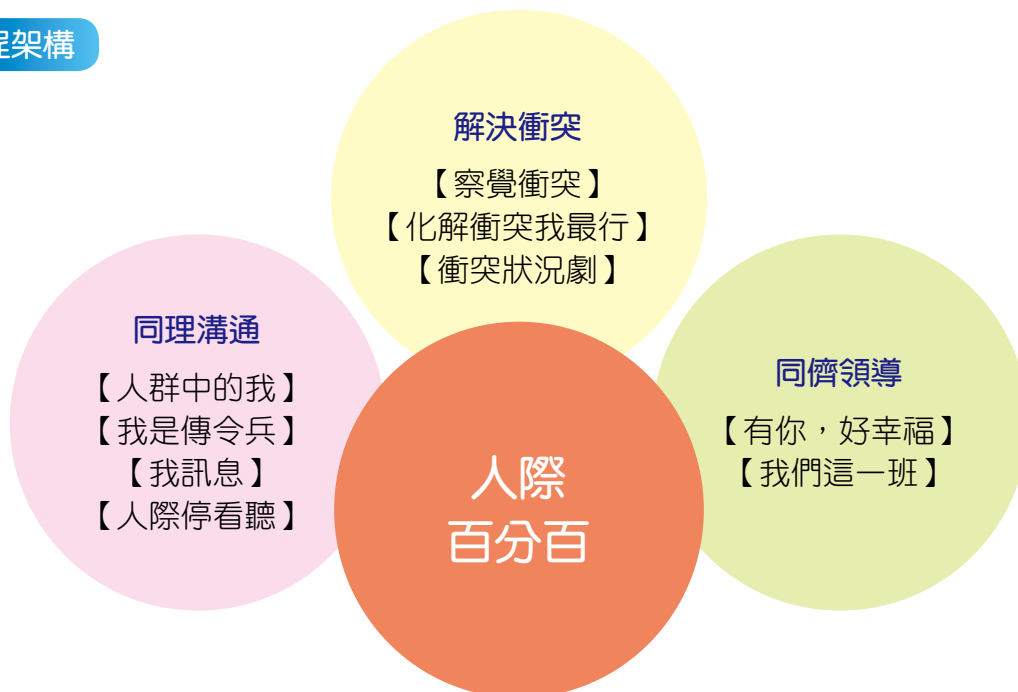 程架構
解決衝突
【察覺衝突】
【化解衝突我最行】
【衝突狀況劇】
同理溝通
【人群中的我】
【我是傳令兵】
【我訊息】
【人際停看聽】
同儕領導
【有你，好幸福】
【我們這一班】
人際
百分百